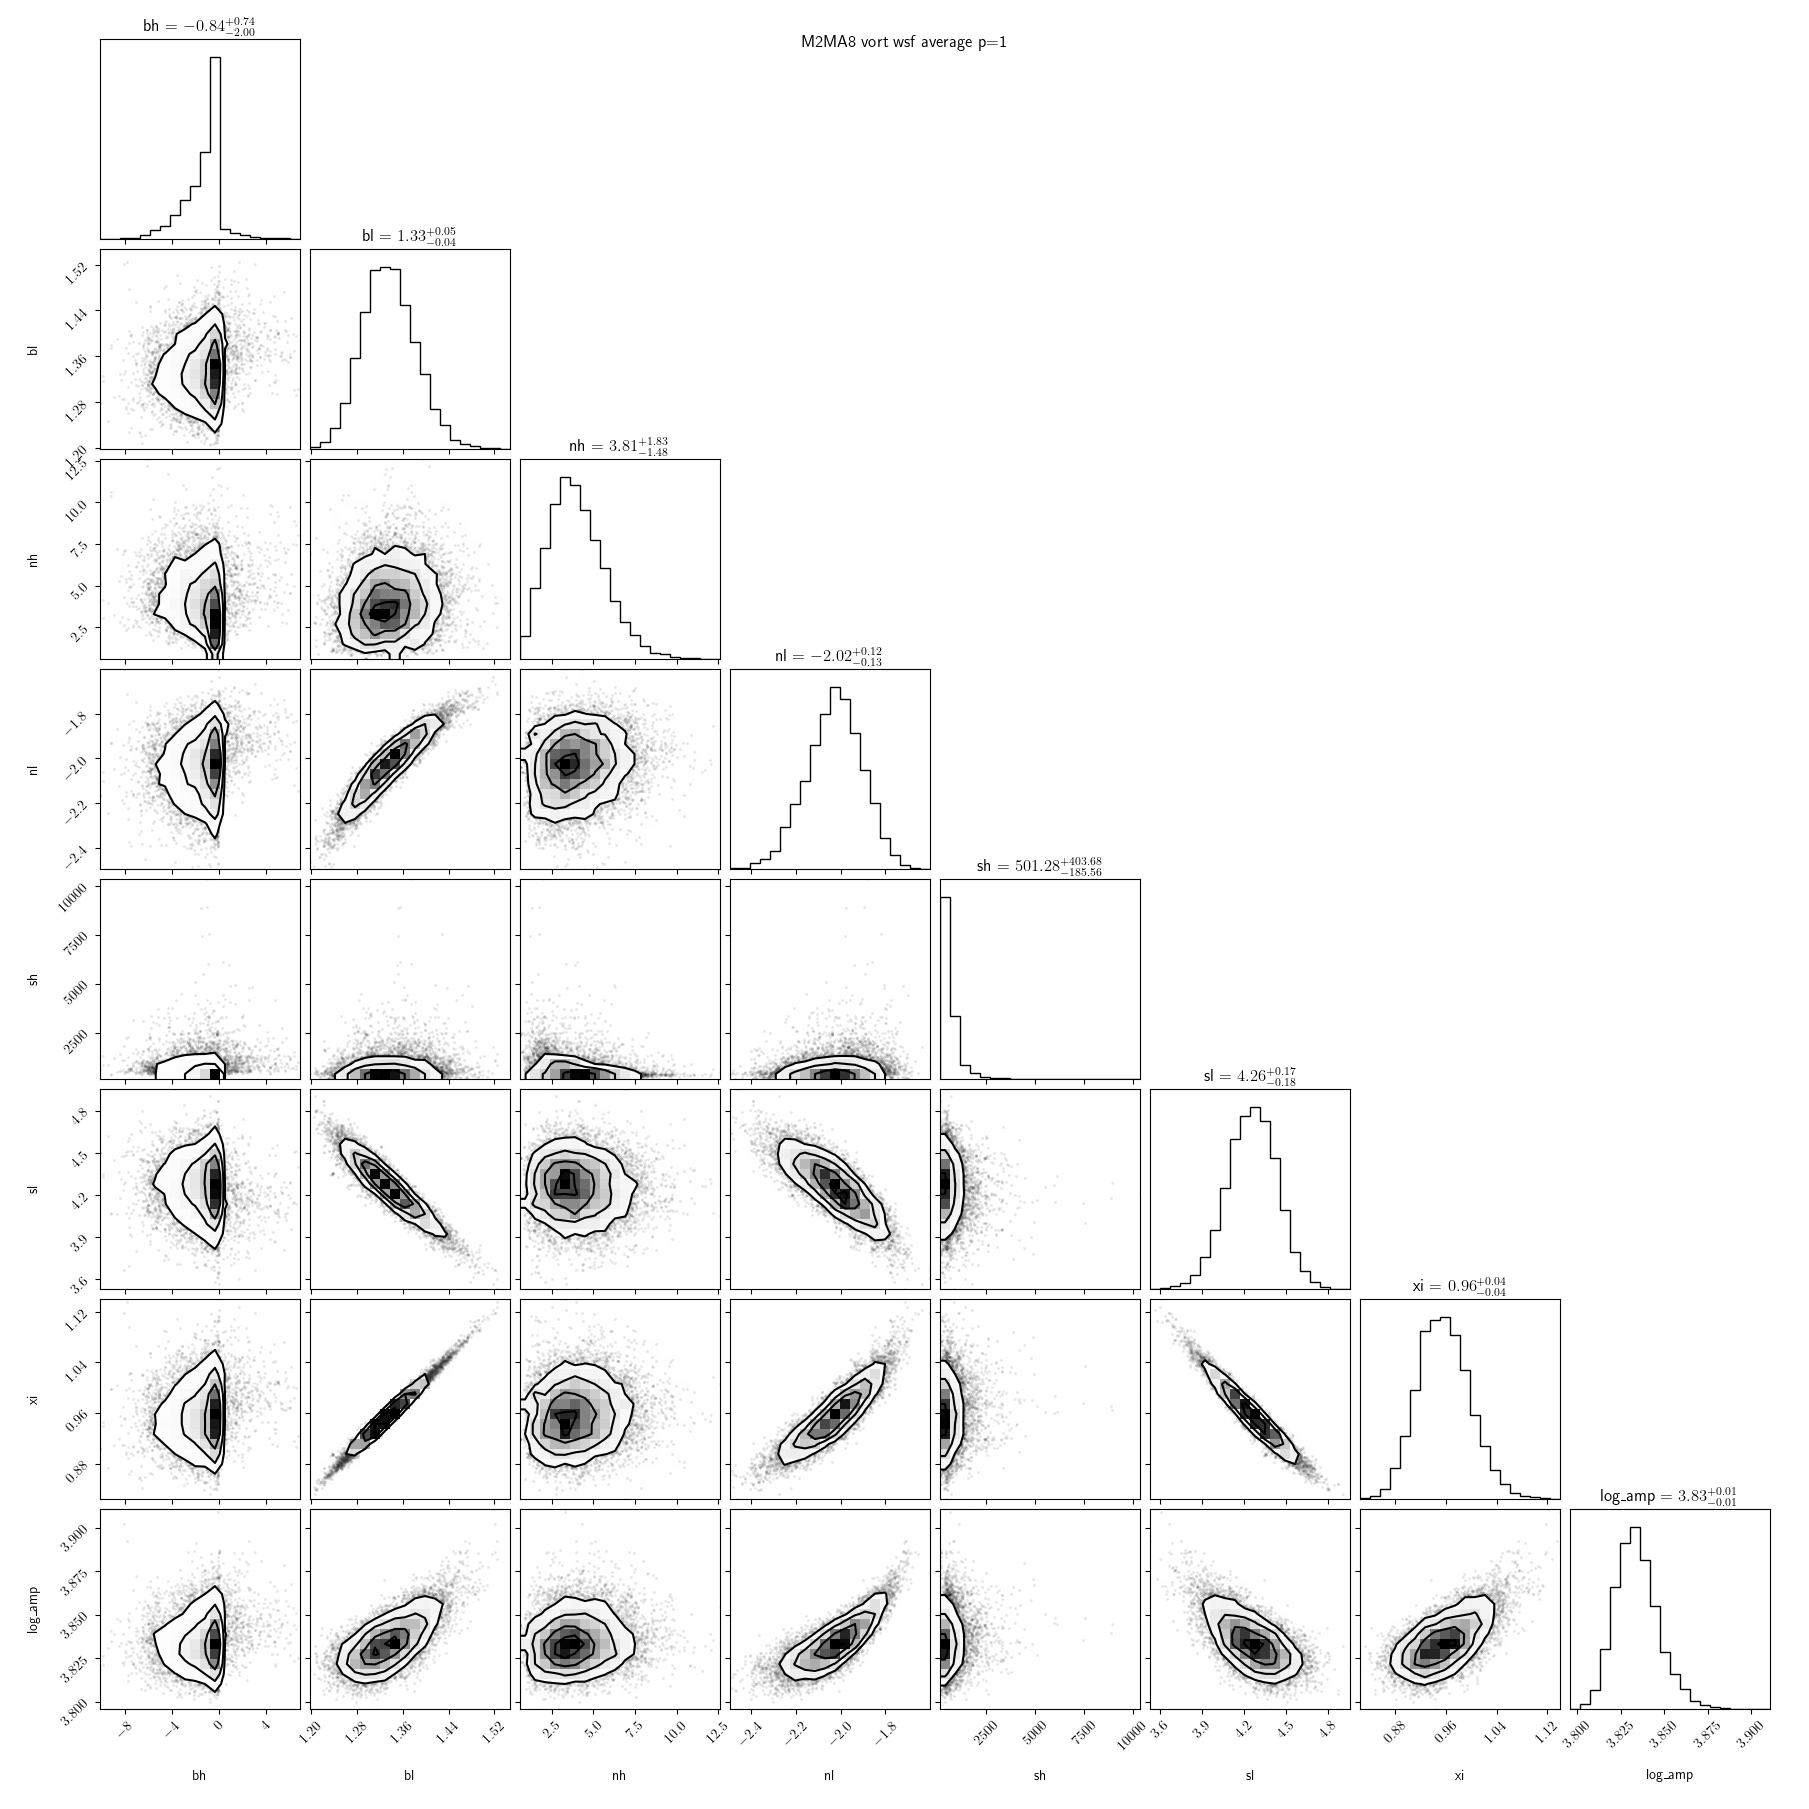 M2MA8 vort wsf average p=1
bh = −0.84 +0.74 −2.00
bl = 1.33 +0.05 −0.04
1.52
1.44
1.36
1.28
1.20
bl
nh = 3.81 +1.83 −1.48
12.5
10.0
7.5
5.0
2.5
nh
nl = −2.02 +0.12 −0.13
−1.8
−2.0
−2.2
−2.4
nl
sh = 501.28 +403.68 −185.56
10000
7500
5000
2500
sh
sl = 4.26 +0.17 −0.18
4.8
4.5
4.2
3.9
3.6
sl
xi = 0.96 +0.04 −0.04
1.12
1.04
0.96
0.88
xi
log_amp = 3.83 +0.01 −0.01
3.900
3.875
3.850
3.825
3.800
log_amp
−8 −4 0 4 1.20 1.28 1.36 1.44 1.52 2.5 5.0 7.5 10.0 12.5 −2.4 −2.2 −2.0 −1.8 2500 5000 7500 10000 3.6 3.9 4.2 4.5 4.8 0.88 0.96 1.04 1.12 3.800 3.825 3.850 3.875 3.900
bh bl nh nl sh sl xi log_amp